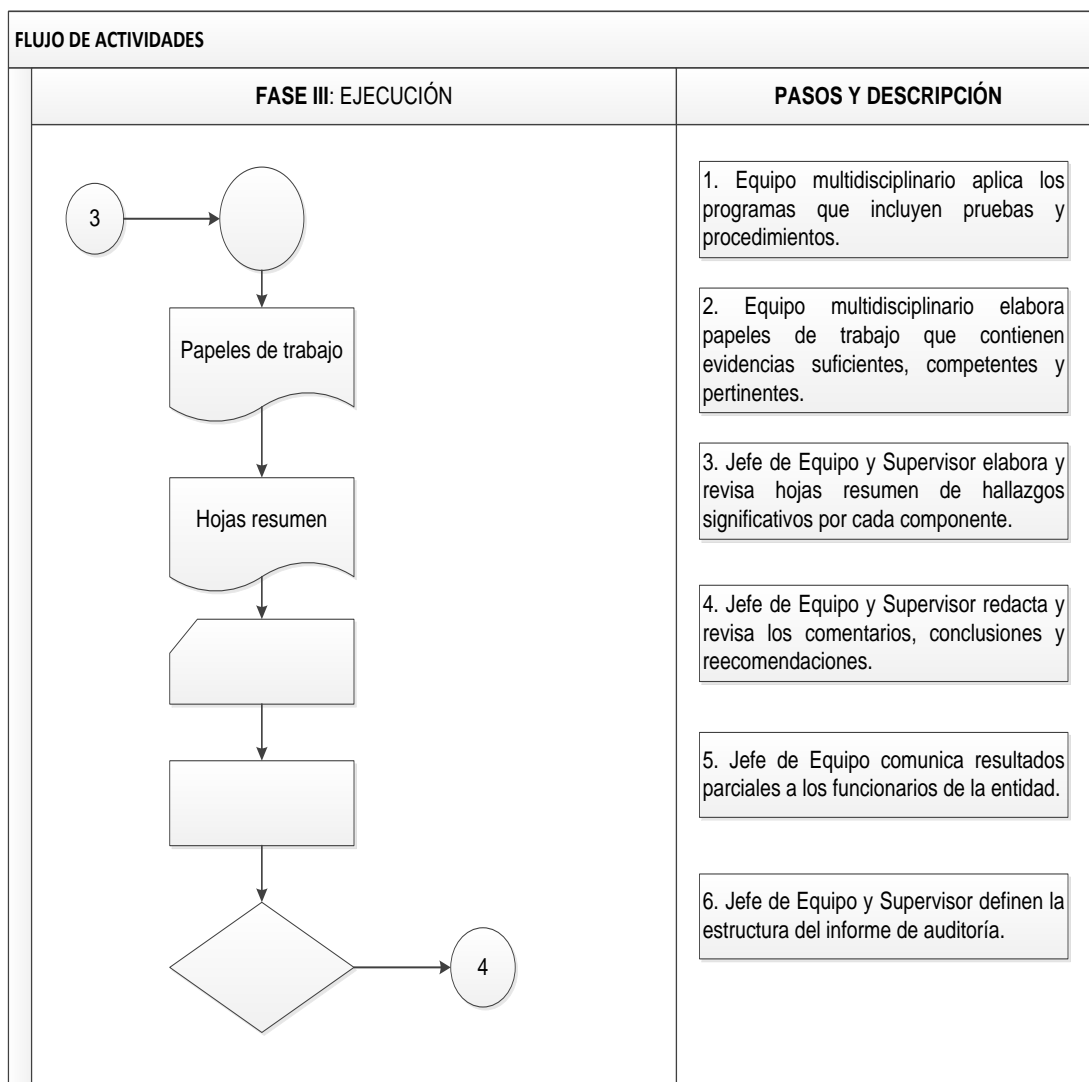 FLUJO DE ACTIVIDADES
FASE III: EJECUCIÓN
PASOS Y DESCRIPCIÓN
3
Papeles de trabajo
Hojas resumen
4
1. Equipo multidisciplinario aplica los
programas que incluyen pruebas y
procedimientos.
2. Equipo multidisciplinario elabora
papeles de trabajo que contienen
evidencias suficientes, competentes y
pertinentes.
3. Jefe de Equipo y Supervisor elabora y
revisa hojas resumen de hallazgos
significativos por cada componente.
4. Jefe de Equipo y Supervisor redacta y
revisa los comentarios, conclusiones y
reecomendaciones.
5. Jefe de Equipo comunica resultados
parciales a los funcionarios de la entidad.
6. Jefe de Equipo y Supervisor definen la
estructura del informe de auditoría.